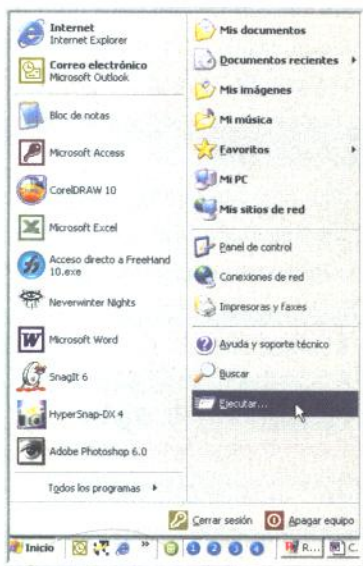 Internet
Internet Explorer
Correo electrónico
Microsoft Outlook
Bloc de notas
Microsoft Access
CorelDRAW 10
Microsoft Excel
Acceso directo a FreeHand
10.exe
Neverwinter Nights
Microsoft Word
SnagIt 6
HyperSnap-DX 4
Adobe Photoshop 6.0
Todos los programas
Mis documentos
Documentos recientes
Mis imágenes
Mi música
Favoritos
Mi PC
Mis sitios de red
Panel de control
Conexiones de red
Impresoras y faxes
Ayuda y soporte técnico
Buscar
Ejecutar...
Cerrar sesión
Apagar equipo
Inicio
R...
C.